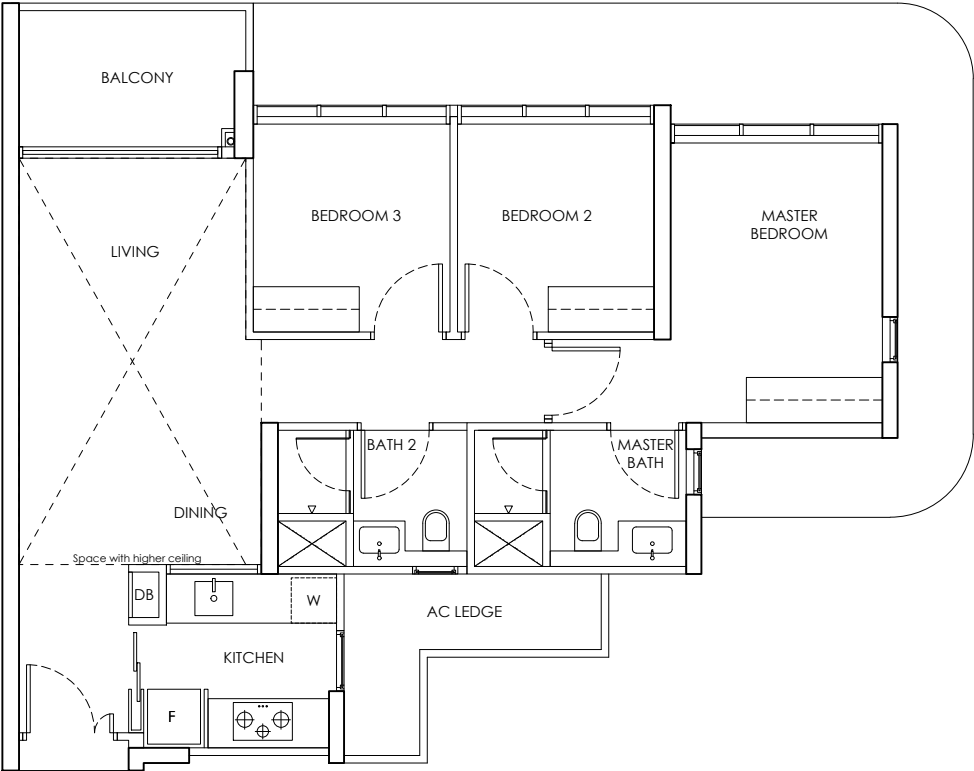 BALCONY
BEDROOM 3
BEDROOM 2
MASTER
BEDROOM
LIVING
BATH 2
MASTER
BATH
DINING
Space with higher ceiling
DB
W
AC LEDGE
KITCHEN
F